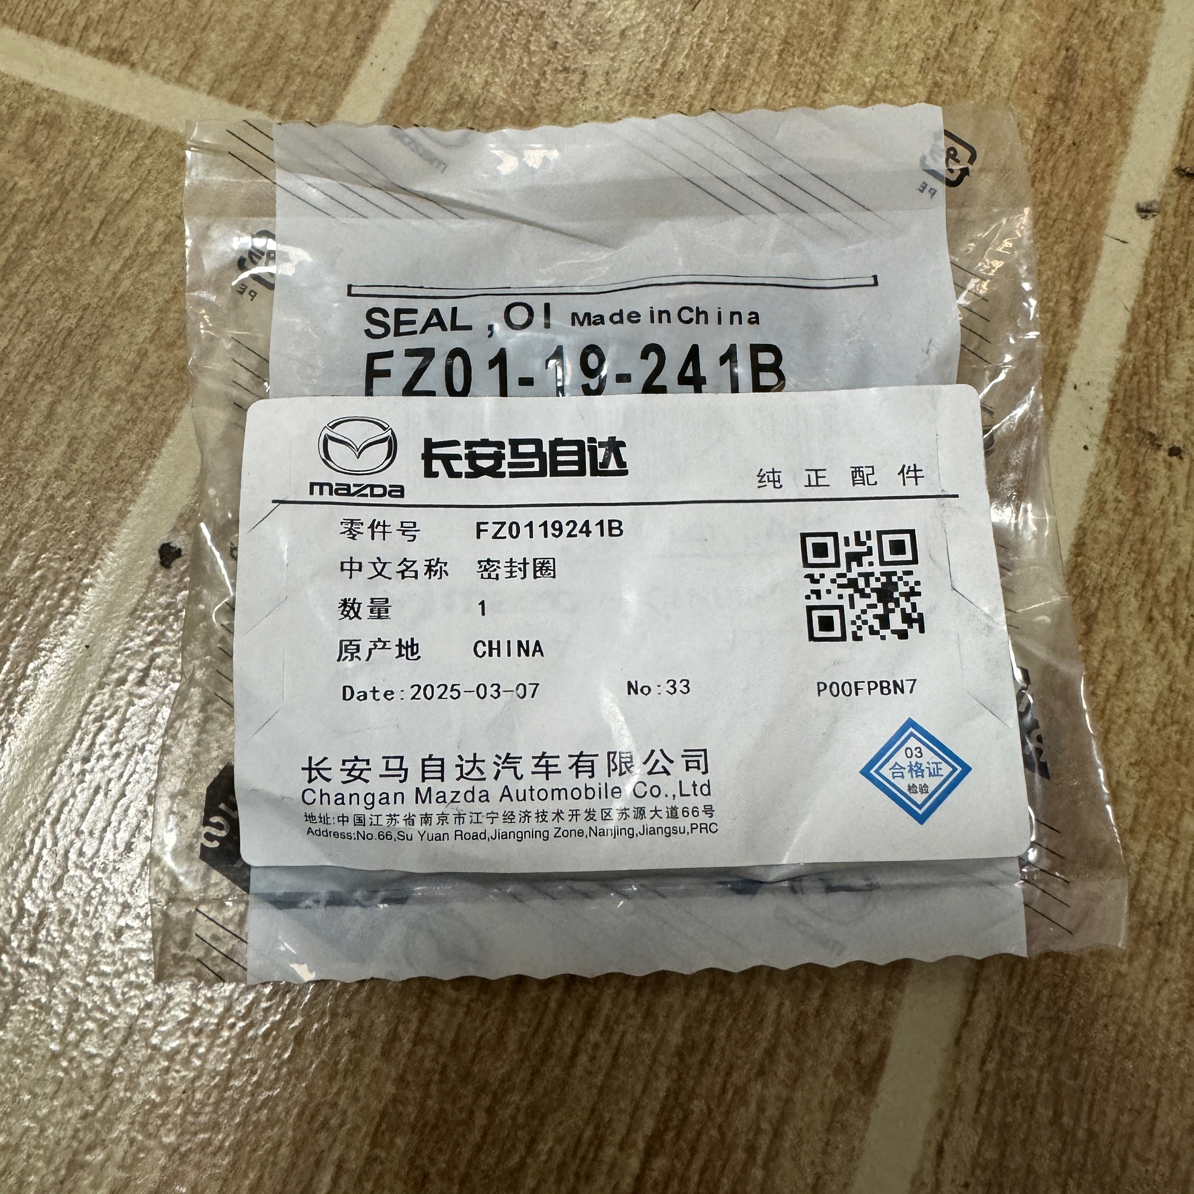 SEAL ,OI Made in China
FZ01-19-241B
mazda
长安马自达
纯正配件
零件号 FZ0119241B
中文名称 密封圈
数量 1
原产地 CHINA
Date:2025-03-07 No:33 P00FPBN7
03
合格证
检验
长安马自达汽车有限公司
Changan Mazda Automobile Co.,Ltd
地址:中国江苏省南京市江宁经济技术开发区苏源大道66号
Address:No.66,Su Yuan Road,Jiangning Zone,Nanjing,Jiangsu,PRC
mazda
PE
PE